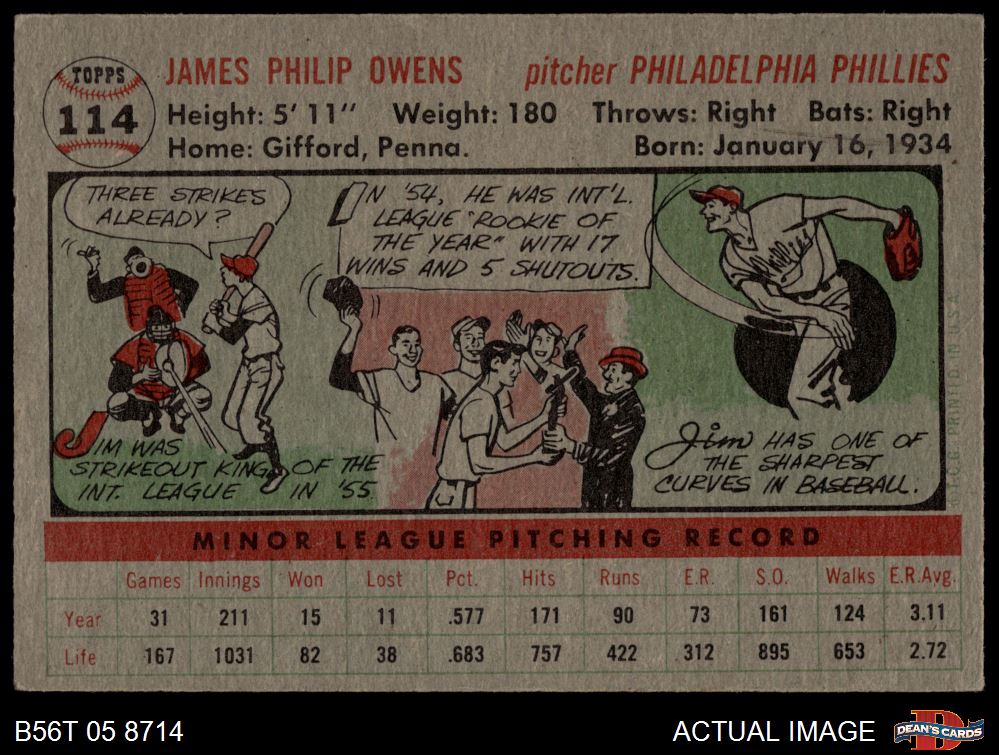 TOPPS
114
JAMES PHILIP OWENS pitcher PHILADELPHIA PHILLIES
Height: 5' 11" Weight: 180 Throws: Right Bats: Right
Home: Gifford, Penna. Born: January 16, 1934
THREE STRIKES
ALREADY?
JIM WAS
STRIKEOUT KING OF THE
INT. LEAGUE IN '55
IN '54, HE WAS INT'L.
LEAGUE "ROOKIE OF
THE YEAR" WITH 17
WINS AND 5 SHUTOUTS.
Phillies
Jim HAS ONE OF
THE SHARPEST
CURVES IN BASEBALL.
MINOR LEAGUE PITCHING RECORD
Games Innings Won Lost Pct. Hits Runs E.R. S.O. Walks E.R.Avg.
Year 31 211 15 11 .577 171 90 73 161 124 3.11
Life 167 1031 82 38 .683 757 422 312 895 653 2.72
PRINTED IN U.S.A.
B56T 05 8714 ACTUAL IMAGE DEAN'S CARDS